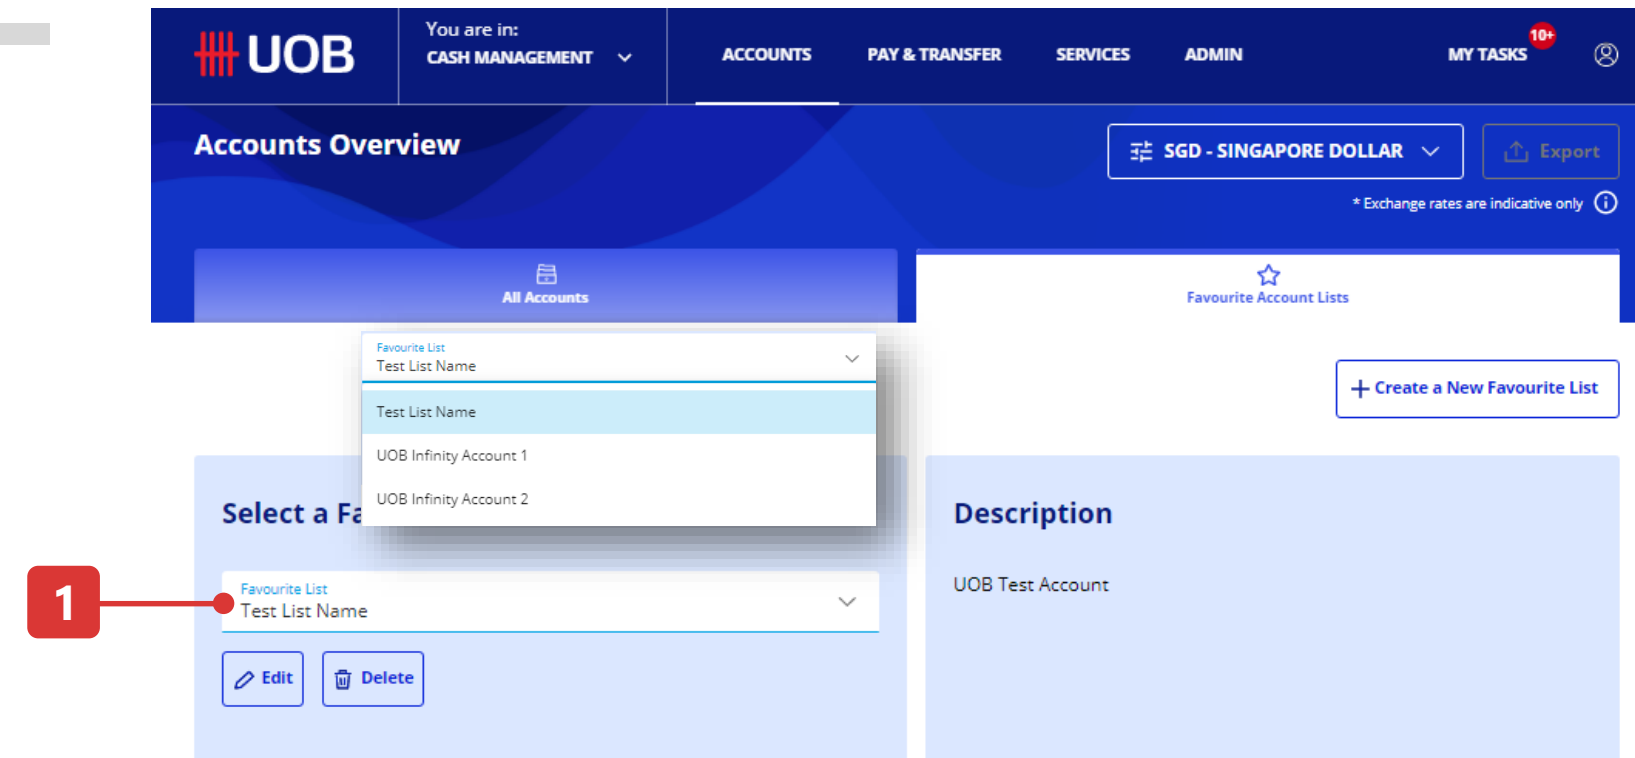 UOB
You are in:
CASH MANAGEMENT
ACCOUNTS
PAY & TRANSFER
SERVICES
ADMIN
MY TASKS
10+
Accounts Overview
SGD - SINGAPORE DOLLAR
Export
* Exchange rates are indicative only
All Accounts
Favourite Account Lists
Favourite List
Test List Name
Test List Name
UOB Infinity Account 1
UOB Infinity Account 2
+ Create a New Favourite List
Select a Fa
Description
1
Favourite List
Test List Name
UOB Test Account
Edit
Delete